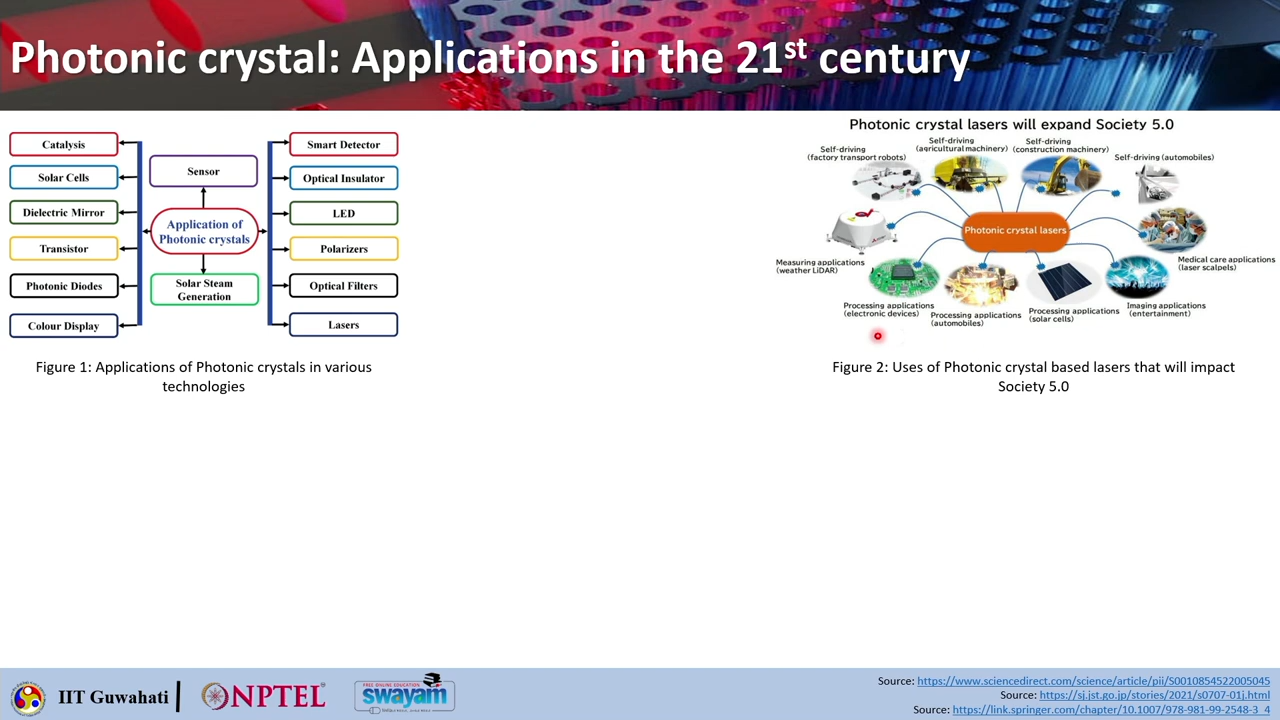 Photonic crystal: Applications in the 21st century
Catalysis
Solar Cells
Dielectric Mirror
Transistor
Photonic Diodes
Colour Display
Sensor
Application of
Photonic crystals
Solar Steam
Generation
Smart Detector
Optical Insulator
LED
Polarizers
Optical Filters
Lasers
Figure 1: Applications of Photonic crystals in various
technologies
Photonic crystal lasers will expand Society 5.0
Self-driving
(factory transport robots)
Self-driving
(agricultural machinery)
Self-driving
(construction machinery)
Self-driving (automobiles)
Photonic crystal lasers
Measuring applications
(weather LiDAR)
Medical care applications
(laser scalpels)
Processing applications
(electronic devices)
Processing applications
(automobiles)
Processing applications
(solar cells)
Imaging applications
(entertainment)
Figure 2: Uses of Photonic crystal based lasers that will impact
Society 5.0
IIT Guwahati
NPTEL
FREE ONLINE EDUCATION
swayam
Source: https://www.sciencedirect.com/science/article/pii/S0010854522005045
Source: https://sj.jst.go.jp/stories/2021/s0707-01j.html
Source: https://link.springer.com/chapter/10.1007/978-981-99-2548-3_4